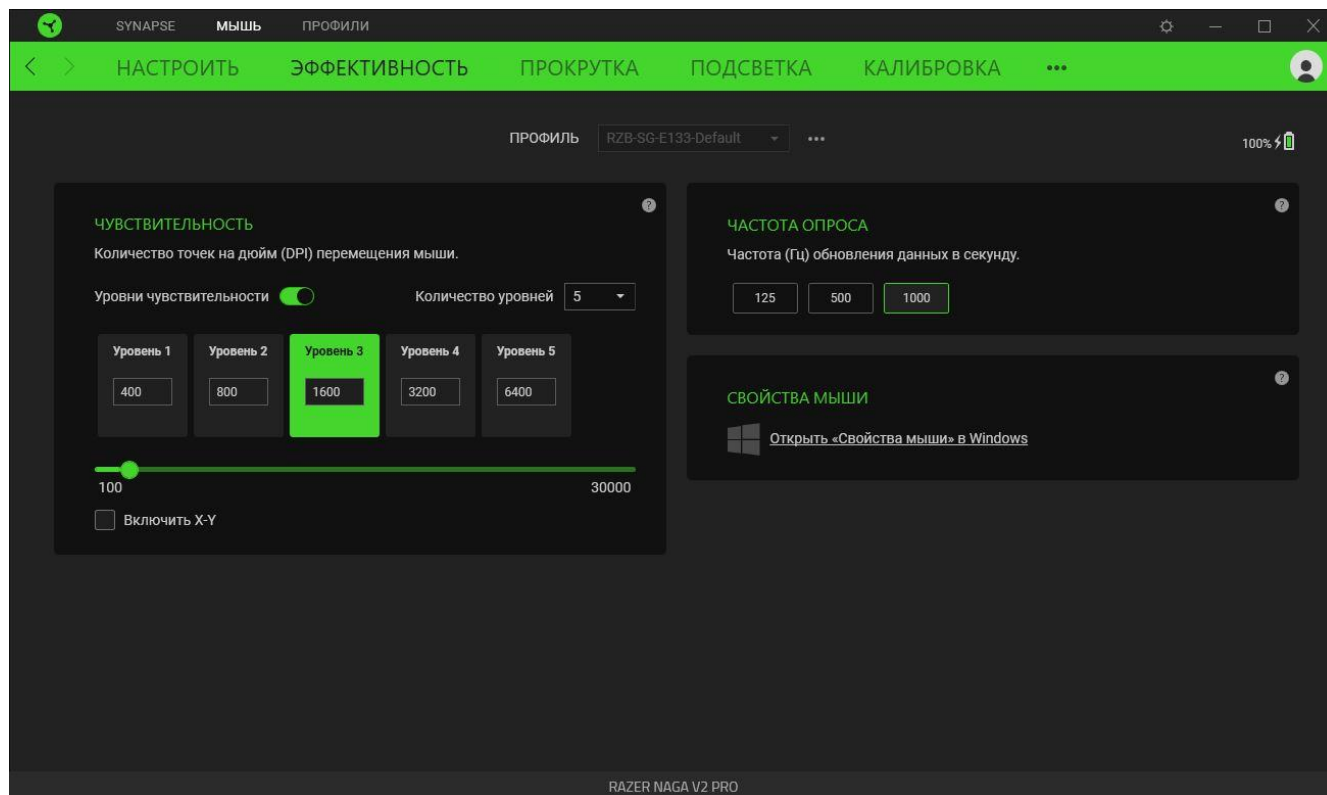 SYNAPSE МЫШЬ ПРОФИЛИ
НАСТРОИТЬ ЭФФЕКТИВНОСТЬ ПРОКРУТКА ПОДСВЕТКА КАЛИБРОВКА •••
ПРОФИЛЬ RZB-SG-E133-Default •••
100%
ЧУВСТВИТЕЛЬНОСТЬ
Количество точек на дюйм (DPI) перемещения мыши.
Уровни чувствительности Количество уровней 5
Уровень 1 Уровень 2 Уровень 3 Уровень 4 Уровень 5
400 800 1600 3200 6400
100 30000
Включить X-Y
ЧАСТОТА ОПРОСА
Частота (Гц) обновления данных в секунду.
125 500 1000
СВОЙСТВА МЫШИ
Открыть «Свойства мыши» в Windows
RAZER NAGA V2 PRO